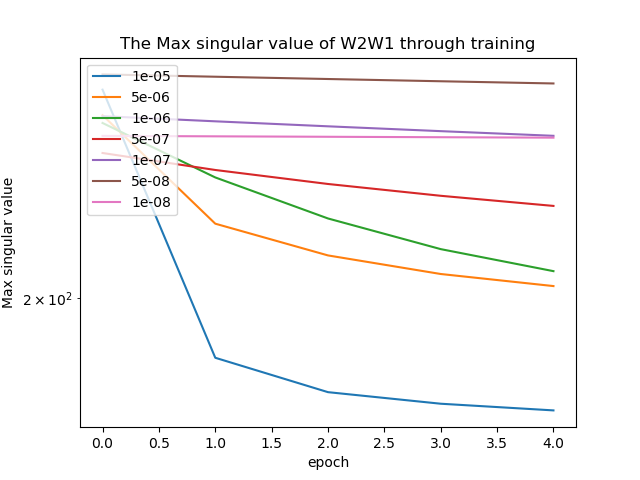 The Max singular value of W2W1 through training
1e-05
5e-06
1e-06
5e-07
1e-07
5e-08
1e-08
Max singular value
2 × 10²
0.0 0.5 1.0 1.5 2.0 2.5 3.0 3.5 4.0
epoch